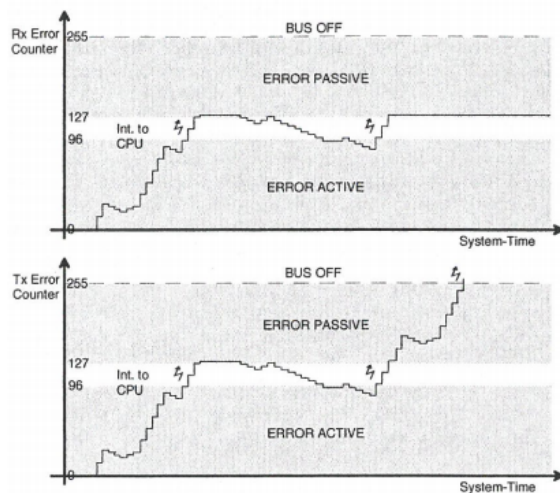 Rx Error
Counter
255
BUS OFF
ERROR PASSIVE
127
96
Int. to
CPU
ERROR ACTIVE
0
System-Time
Tx Error
Counter
255
BUS OFF
ERROR PASSIVE
127
96
Int. to
CPU
ERROR ACTIVE
0
System-Time